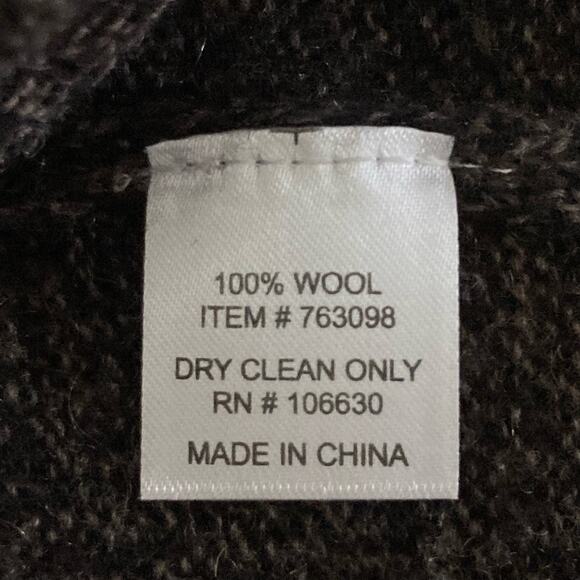 100% WOOL
ITEM # 763098
DRY CLEAN ONLY
RN # 106630
MADE IN CHINA